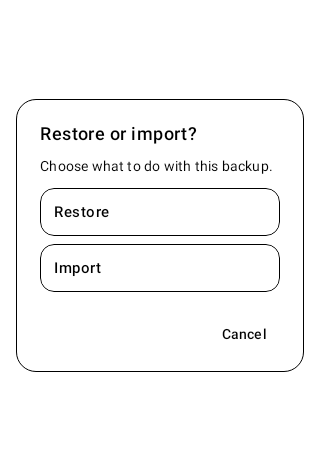 Restore or import?
Choose what to do with this backup.
Restore
Import
Cancel